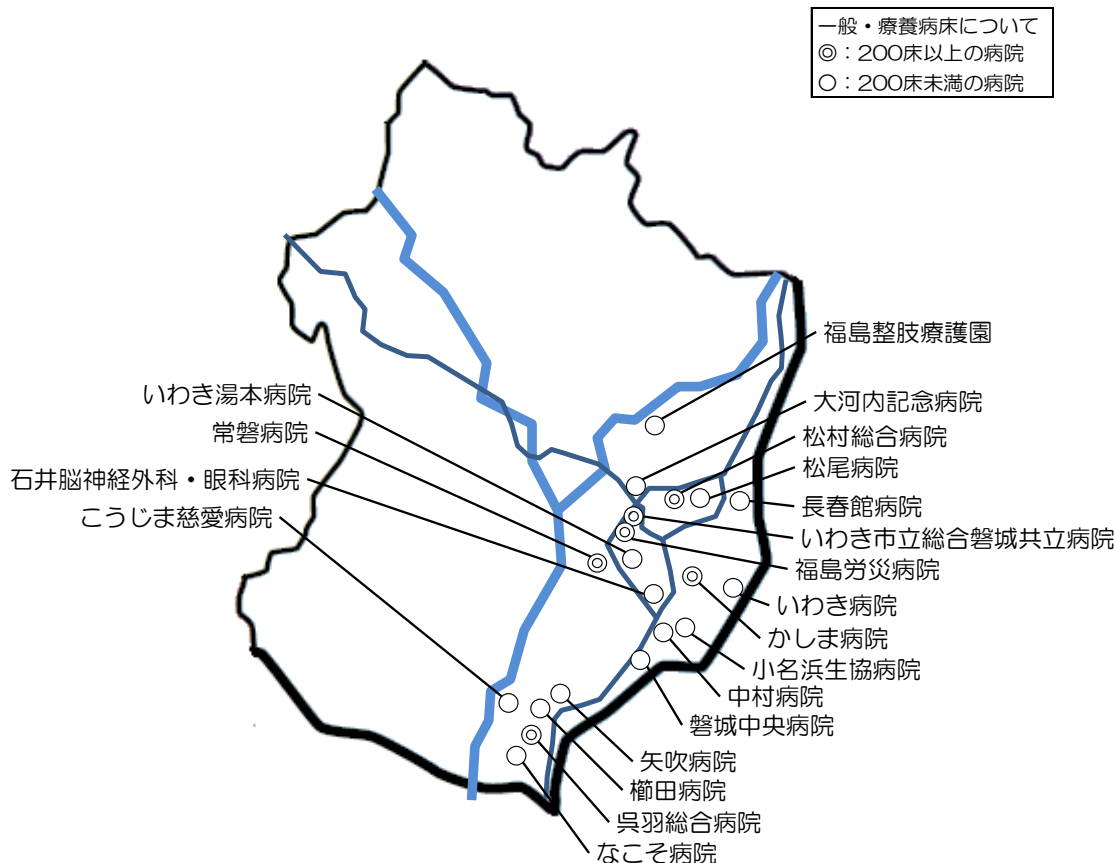 一般・療養病床について
◎：200床以上の病院
○：200床未満の病院
福島整肢療護園
大河内記念病院
松村総合病院
松尾病院
長春館病院
いわき市立総合磐城共立病院
福島労災病院
いわき病院
かしま病院
小名浜生協病院
中村病院
磐城中央病院
矢吹病院
櫛田病院
呉羽総合病院
なこそ病院
いわき湯本病院
常磐病院
石井脳神経外科・眼科病院
こうじま慈愛病院